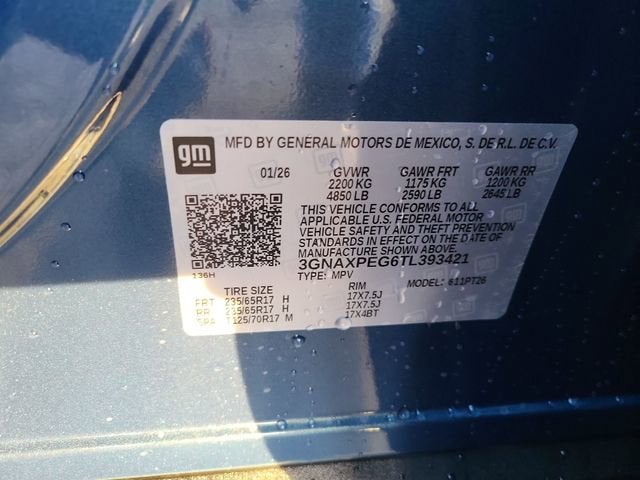 gm
MFD BY GENERAL MOTORS DE MEXICO, S. DE R.L. DE C.V.
01/26 GVWR GAWR FRT GAWR RR
2200 KG 1175 KG 1200 KG
4850 LB 2590 LB 2645 LB
THIS VEHICLE CONFORMS TO ALL
APPLICABLE U.S. FEDERAL MOTOR
VEHICLE SAFETY AND THEFT PREVENTION
STANDARDS IN EFFECT ON THE DATE OF
MANUFACTURE SHOWN ABOVE.
3GNAXPEG6TL393421
136H TYPE: MPV MODEL: 611PT26
TIRE SIZE RIM
FRT 235/65R17 H 17X7.5J
RR 235/65R17 H 17X7.5J
SPA T125/70R17 M 17X4BT